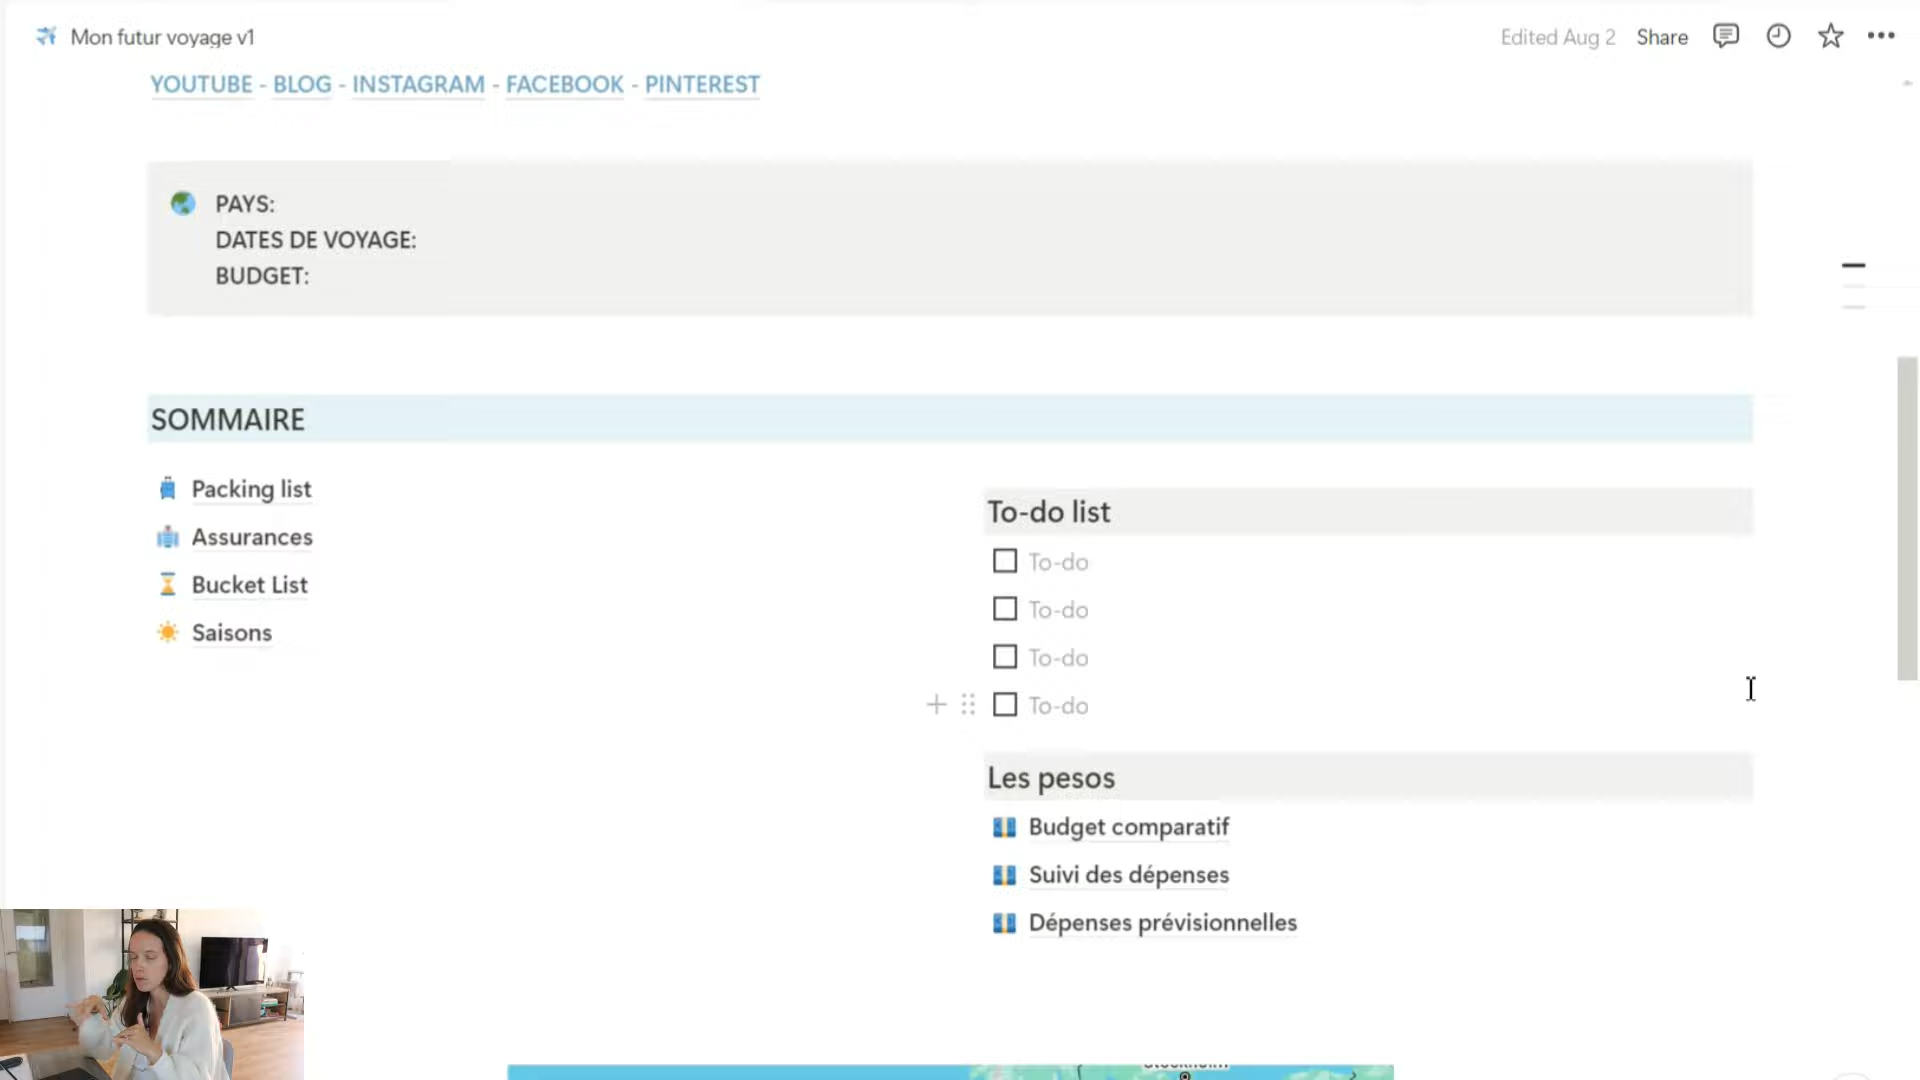 Mon futur voyage v1
Edited Aug 2 Share
YOUTUBE - BLOG - INSTAGRAM - FACEBOOK - PINTEREST
PAYS:
DATES DE VOYAGE:
BUDGET:
SOMMAIRE
Packing list
Assurances
Bucket List
Saisons
To-do list
To-do
To-do
To-do
To-do
Les pesos
Budget comparatif
Suivi des dépenses
Dépenses prévisionnelles